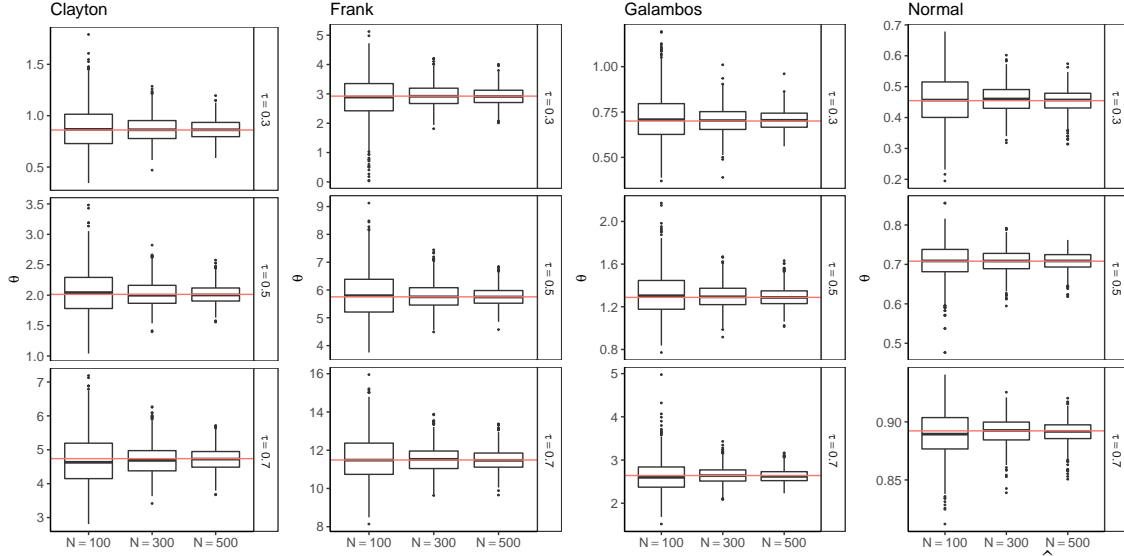 Clayton
Frank
Galambos
Normal
1.5
1.0
0.5
τ = 0.3
5
4
3
2
1
0
τ = 0.3
1.00
0.75
0.50
τ = 0.3
0.7
0.6
0.5
0.4
0.3
0.2
τ = 0.3
θ
3.5
3.0
2.5
2.0
1.5
1.0
τ = 0.5
θ
9
8
7
6
5
4
τ = 0.5
θ
2.0
1.6
1.2
0.8
τ = 0.5
θ
0.8
0.7
0.6
0.5
τ = 0.5
7
6
5
4
3
τ = 0.7
16
14
12
10
8
τ = 0.7
5
4
3
2
τ = 0.7
0.90
0.85
τ = 0.7
N = 100 N = 300 N = 500
N = 100 N = 300 N = 500
N = 100 N = 300 N = 500
N = 100 N = 300 N = 500
^